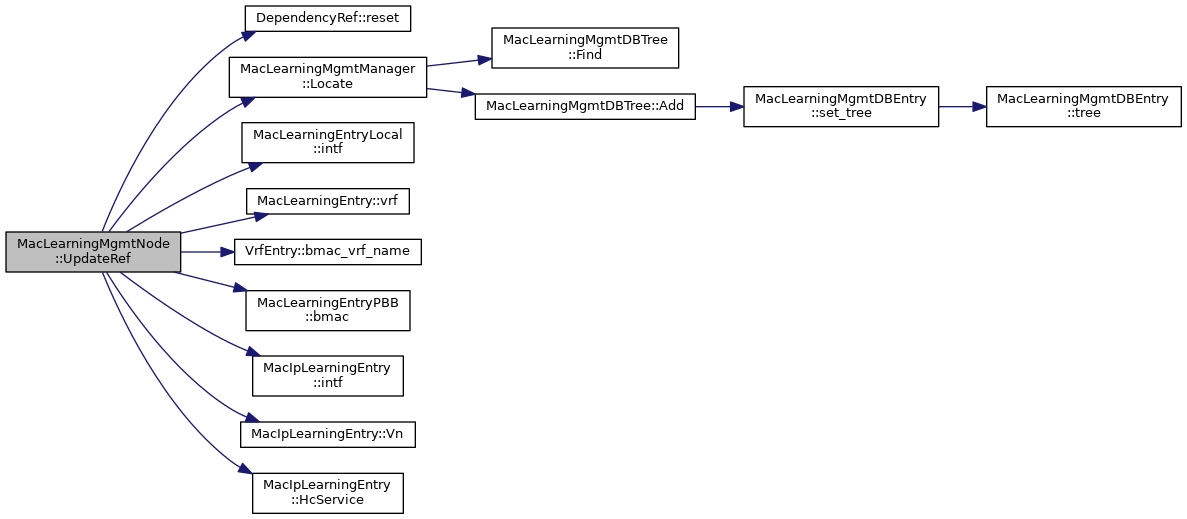 DependencyRef::reset
MacLearningMgmtManager
::Locate
MacLearningMgmtDBTree
::Find
MacLearningMgmtDBTree::Add
MacLearningMgmtDBEntry
::set_tree
MacLearningMgmtDBEntry
::tree
MacLearningEntryLocal
::intf
MacLearningEntry::vrf
MacLearningMgmtNode
::UpdateRef
VrfEntry::bmac_vrf_name
MacLearningEntryPBB
::bmac
MacIpLearningEntry
::intf
MacIpLearningEntry::Vn
MacIpLearningEntry
::HcService